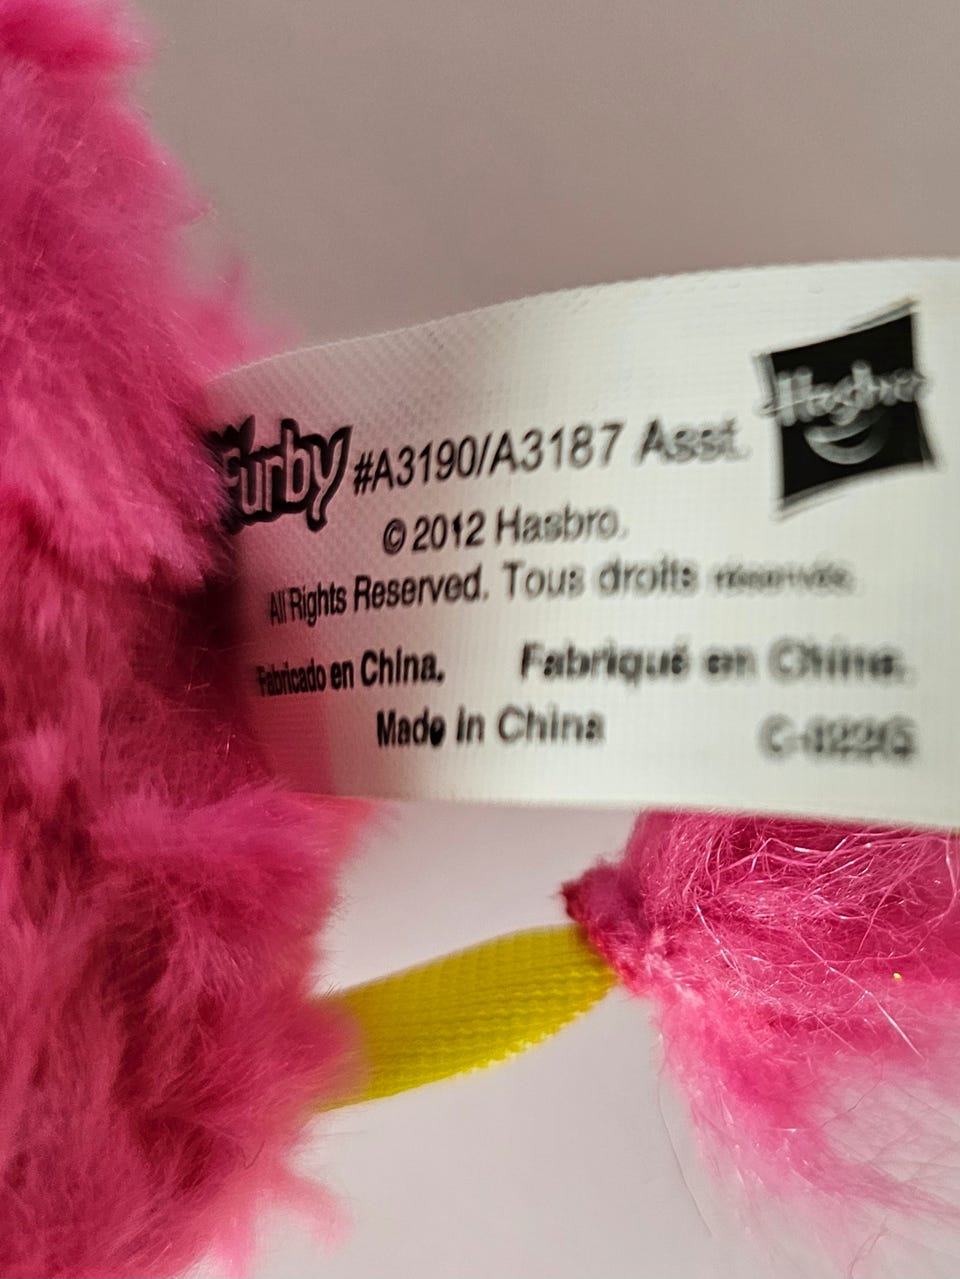 Furby #A3190/A3187 Asst. Hasbro
© 2012 Hasbro.
All Rights Reserved. Tous droits réservés.
Fabricado en China. Fabriqué en Chine.
Made in China